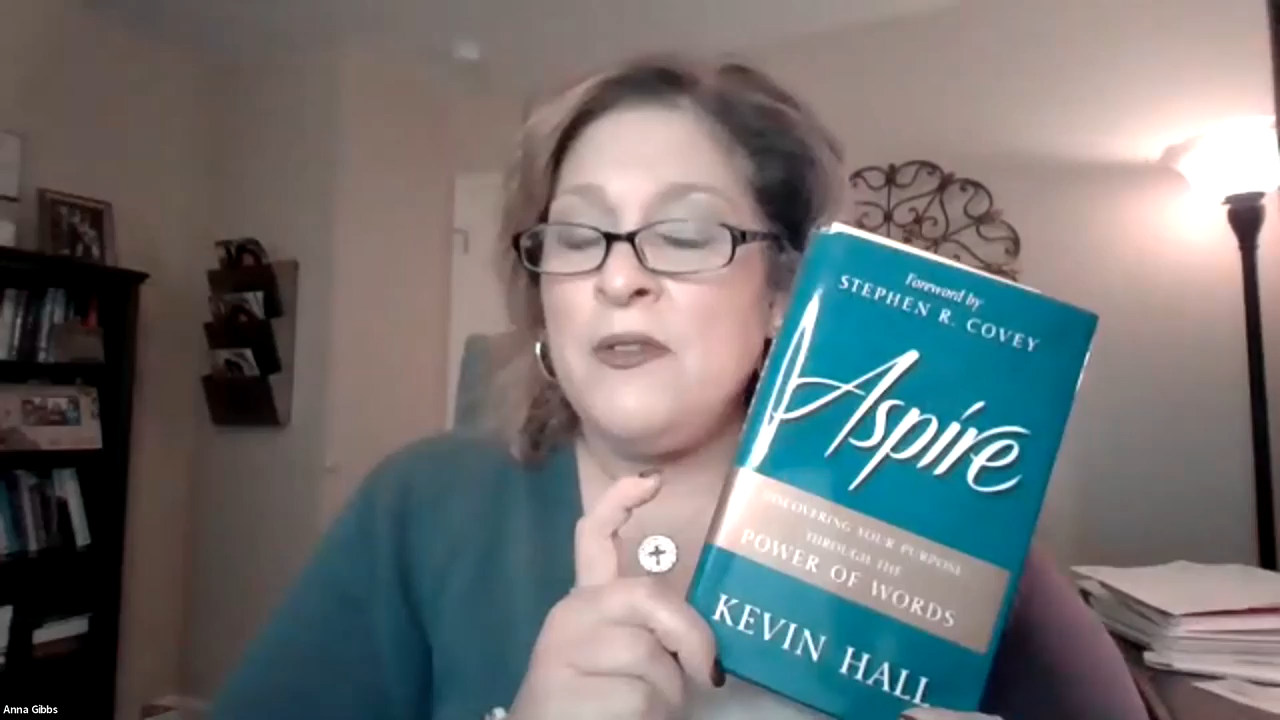 Foreword by
STEPHEN R. COVEY
Aspire
DISCOVERING YOUR PURPOSE
THROUGH THE
POWER OF WORDS
KEVIN HALL
Anna Gibbs